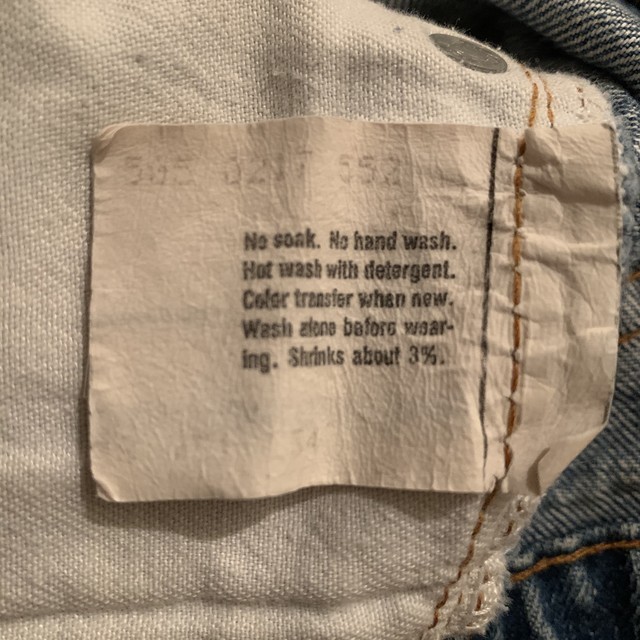 No soak. No hand wash.
Hot wash with detergent.
Color transfer when new.
Wash alone before wear-
ing. Shrinks about 3%.